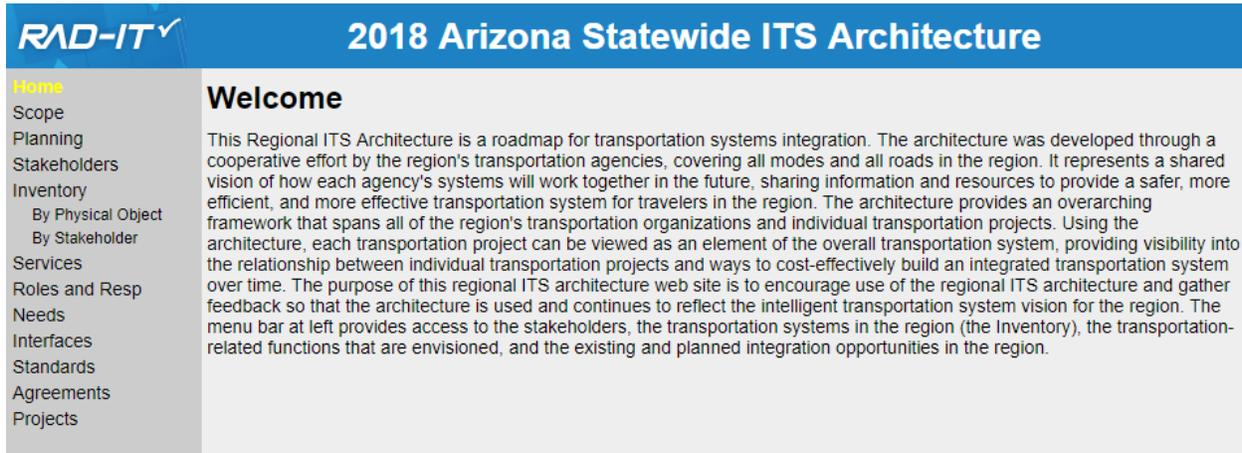 RAD-IT
2018 Arizona Statewide ITS Architecture
Home
Scope
Planning
Stakeholders
Inventory
By Physical Object
By Stakeholder
Services
Roles and Resp
Needs
Interfaces
Standards
Agreements
Projects
Welcome
This Regional ITS Architecture is a roadmap for transportation systems integration. The architecture was developed through a
cooperative effort by the region's transportation agencies, covering all modes and all roads in the region. It represents a shared
vision of how each agency's systems will work together in the future, sharing information and resources to provide a safer, more
efficient, and more effective transportation system for travelers in the region. The architecture provides an overarching
framework that spans all of the region's transportation organizations and individual transportation projects. Using the
architecture, each transportation project can be viewed as an element of the overall transportation system, providing visibility into
the relationship between individual transportation projects and ways to cost-effectively build an integrated transportation system
over time. The purpose of this regional ITS architecture web site is to encourage use of the regional ITS architecture and gather
feedback so that the architecture is used and continues to reflect the intelligent transportation system vision for the region. The
menu bar at left provides access to the stakeholders, the transportation systems in the region (the Inventory), the transportation-
related functions that are envisioned, and the existing and planned integration opportunities in the region.